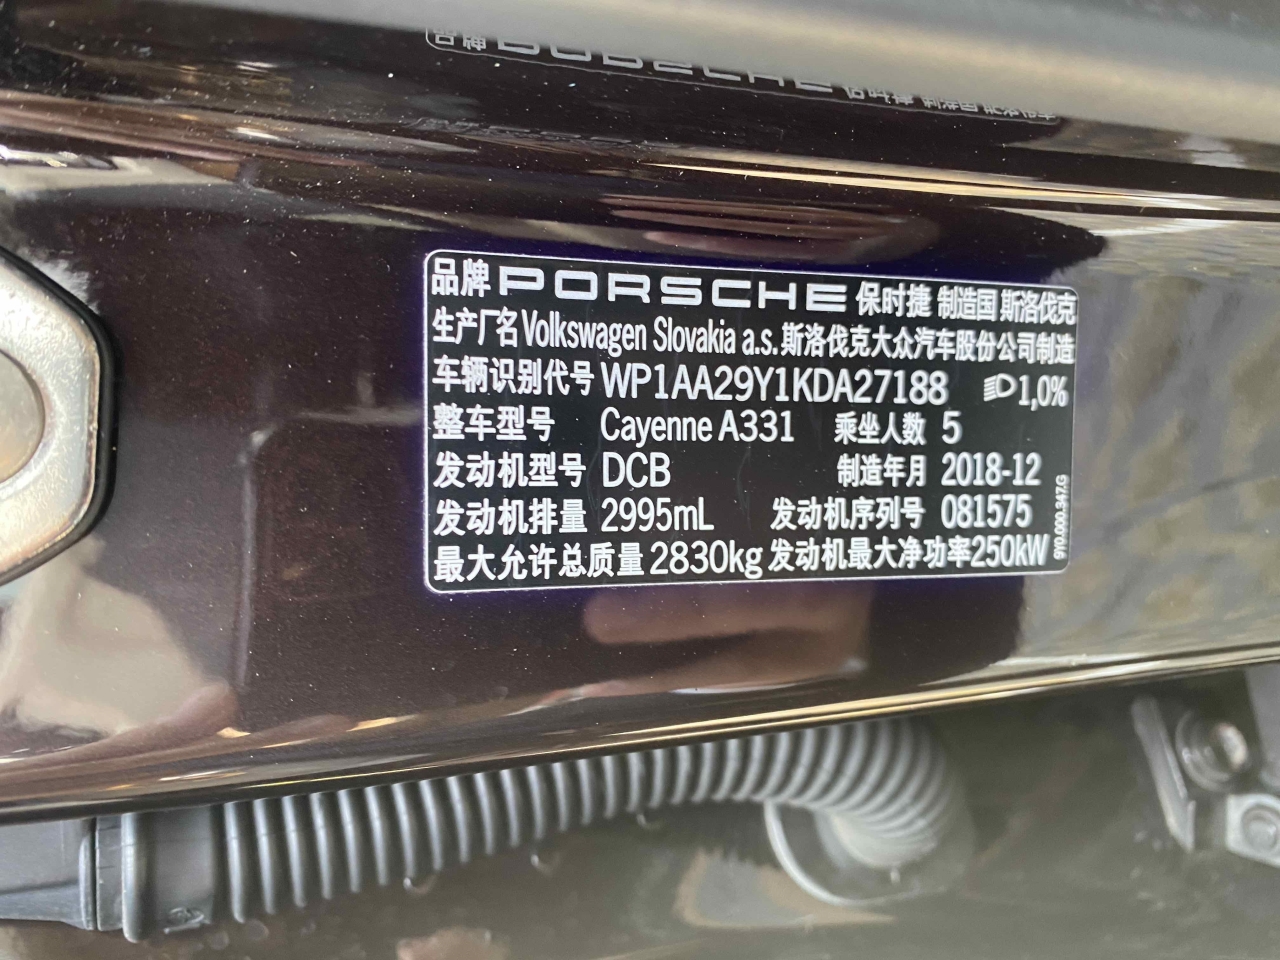 品牌 PORSCHE 保时捷 制造国 斯洛伐克
生产厂名 Volkswagen Slovakia a.s. 斯洛伐克大众汽车股份公司制造
车辆识别代号 WP1AA29Y1KDA27188 1,0%
整车型号 Cayenne A331 乘坐人数 5
发动机型号 DCB 制造年月 2018-12
发动机排量 2995mL 发动机序列号 081575
最大允许总质量 2830kg 发动机最大净功率 250kW
9Y0.000.347.G